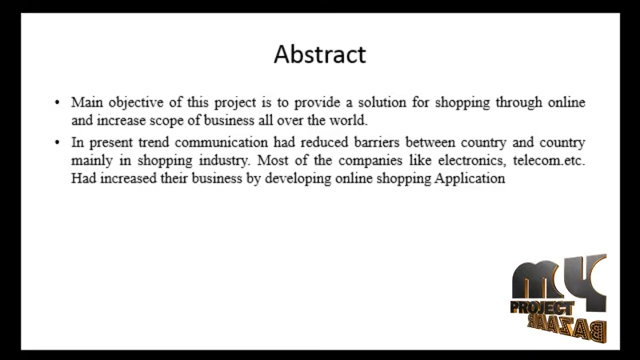 Abstract
• Main objective of this project is to provide a solution for shopping through online
and increase scope of business all over the world.
• In present trend communication had reduced barriers between country and country
mainly in shopping industry. Most of the companies like electronics, telecom.etc.
Had increased their business by developing online shopping Application
MY
PROJECT
BAZAAR